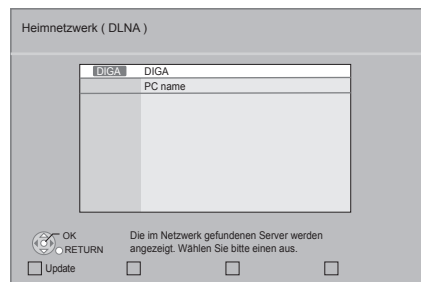 Heimnetzwerk ( DLNA )
DIGA DIGA
PC name
OK
RETURN
Die im Netzwerk gefundenen Server werden
angezeigt. Wählen Sie bitte einen aus.
Update